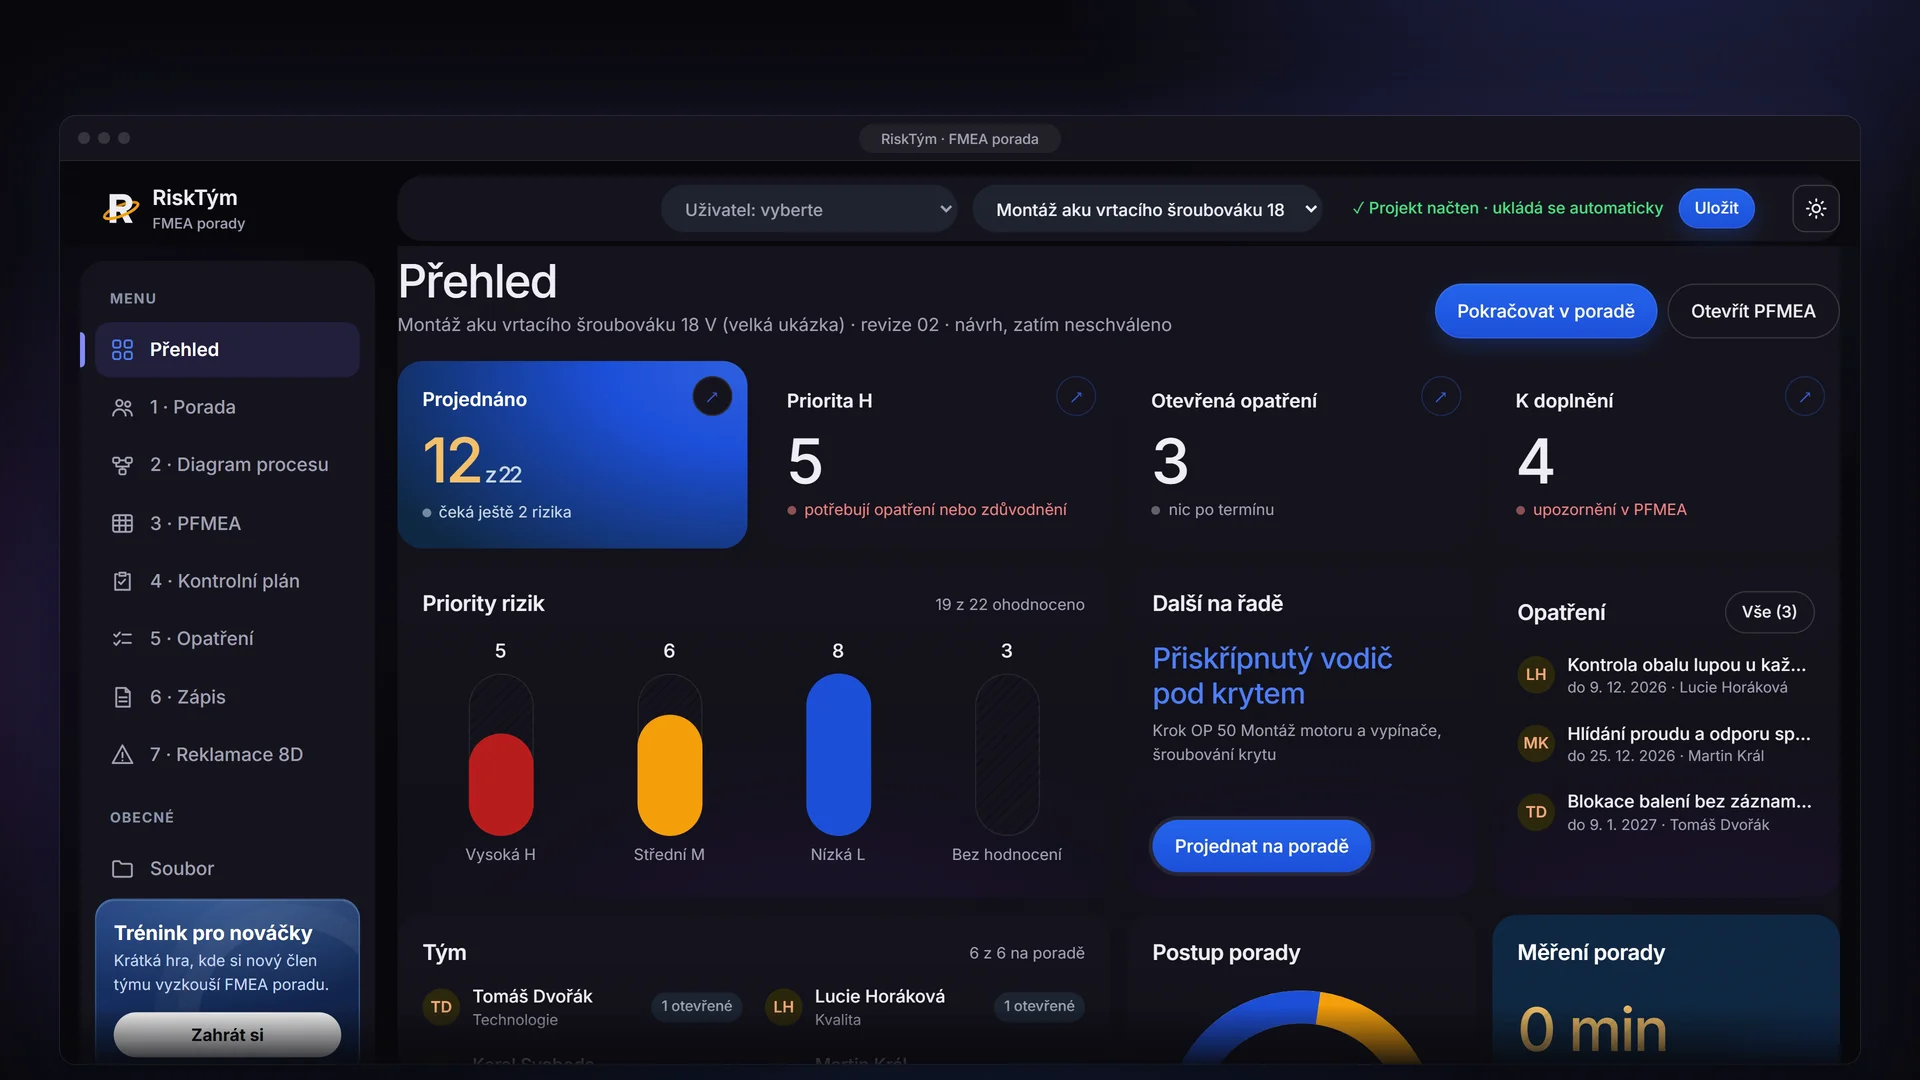 RiskTým · FMEA porada
RiskTým
FMEA porady
Uživatel: vyberte
Montáž aku vrtacího šroubováku 18
✓ Projekt načten · ukládá se automaticky
Uložit
MENU
Přehled
1 · Porada
2 · Diagram procesu
3 · PFMEA
4 · Kontrolní plán
5 · Opatření
6 · Zápis
7 · Reklamace 8D
OBECNÉ
Soubor
Trénink pro nováčky
Krátká hra, kde si nový člen
týmu vyzkouší FMEA poradu.
Zahrát si
Přehled
Montáž aku vrtacího šroubováku 18 V (velká ukázka) · revize 02 · návrh, zatím neschváleno
Pokračovat v poradě
Otevřít PFMEA
Projednáno
12 z 22
čeká ještě 2 rizika
Priorita H
5
potřebují opatření nebo zdůvodnění
Otevřená opatření
3
nic po termínu
K doplnění
4
upozornění v PFMEA
Priority rizik
19 z 22 ohodnoceno
5
6
8
3
Vysoká H
Střední M
Nízká L
Bez hodnocení
Další na řadě
Přiskřípnutý vodič
pod krytem
Krok OP 50 Montáž motoru a vypínače,
šroubování krytu
Projednat na poradě
Opatření
Vše (3)
LH
Kontrola obalu lupou u kaž...
do 9. 12. 2026 · Lucie Horáková
MK
Hlídání proudu a odporu sp...
do 25. 12. 2026 · Martin Král
TD
Blokace balení bez záznam...
do 9. 1. 2027 · Tomáš Dvořák
Tým
6 z 6 na poradě
TD
Tomáš Dvořák
Technologie
1 otevřené
LH
Lucie Horáková
Kvalita
1 otevřené
Karel Svoboda
Martin Král
Postup porady
Měření porady
0 min